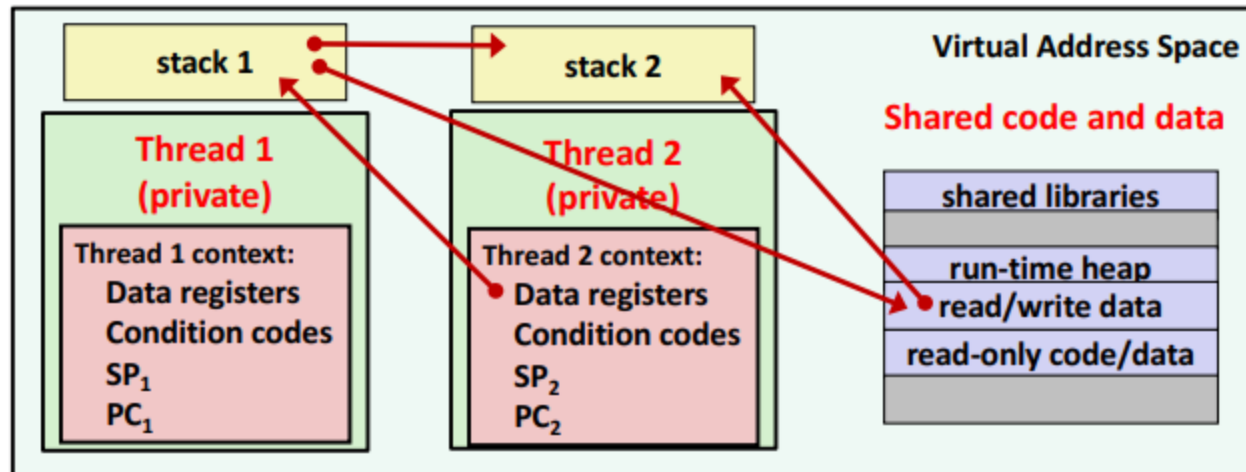 stack 1
stack 2
Virtual Address Space
Thread 1
(private)
Thread 2
(private)
Shared code and data
Thread 1 context:
Data registers
Condition codes
SP1
PC1
Thread 2 context:
Data registers
Condition codes
SP2
PC2
shared libraries
run-time heap
read/write data
read-only code/data